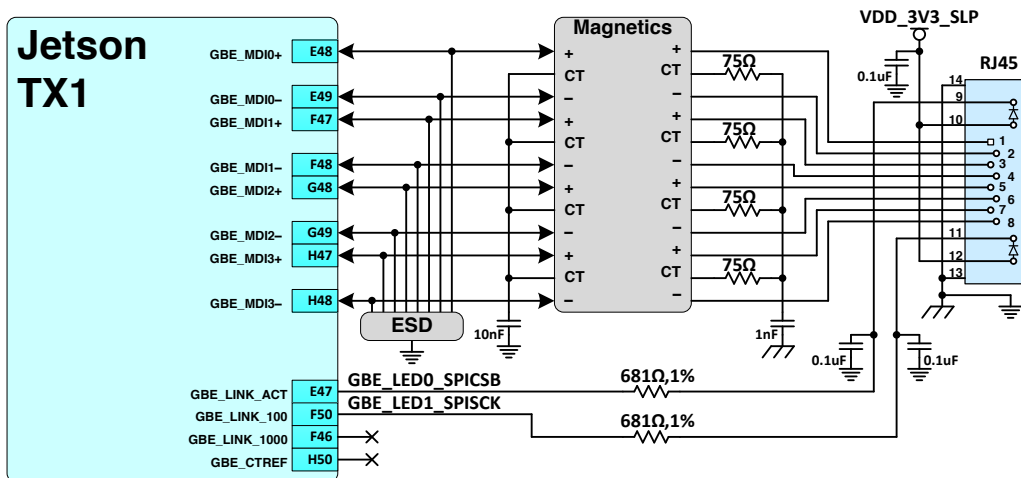 Jetson
TX1
GBE_MDI0+ E48
GBE_MDI0– E49
GBE_MDI1+ F47
GBE_MDI1– F48
GBE_MDI2+ G48
GBE_MDI2– G49
GBE_MDI3+ H47
GBE_MDI3– H48
GBE_LINK_ACT E47
GBE_LINK_100 F50
GBE_LINK_1000 F46
GBE_CTREF H50
ESD
10nF
GBE_LED0_SPICSB
GBE_LED1_SPISCK
Magnetics
+ +
CT CT
– –
+ +
CT CT
– –
+ +
CT CT
– –
+ +
CT CT
– –
75Ω
75Ω
75Ω
75Ω
1nF
681Ω,1%
681Ω,1%
VDD_3V3_SLP
0.1uF
RJ45
14
9
10
1
2
3
4
5
6
7
8
11
12
13
0.1uF
0.1uF